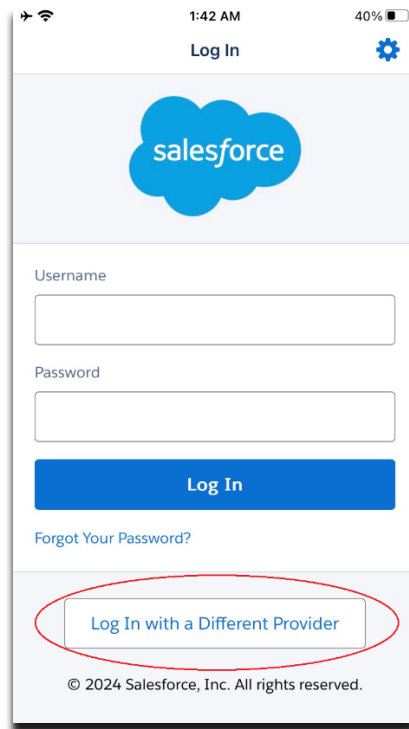 1:42 AM 40%
Log In
salesforce
Username
Password
Log In
Forgot Your Password?
Log In with a Different Provider
© 2024 Salesforce, Inc. All rights reserved.